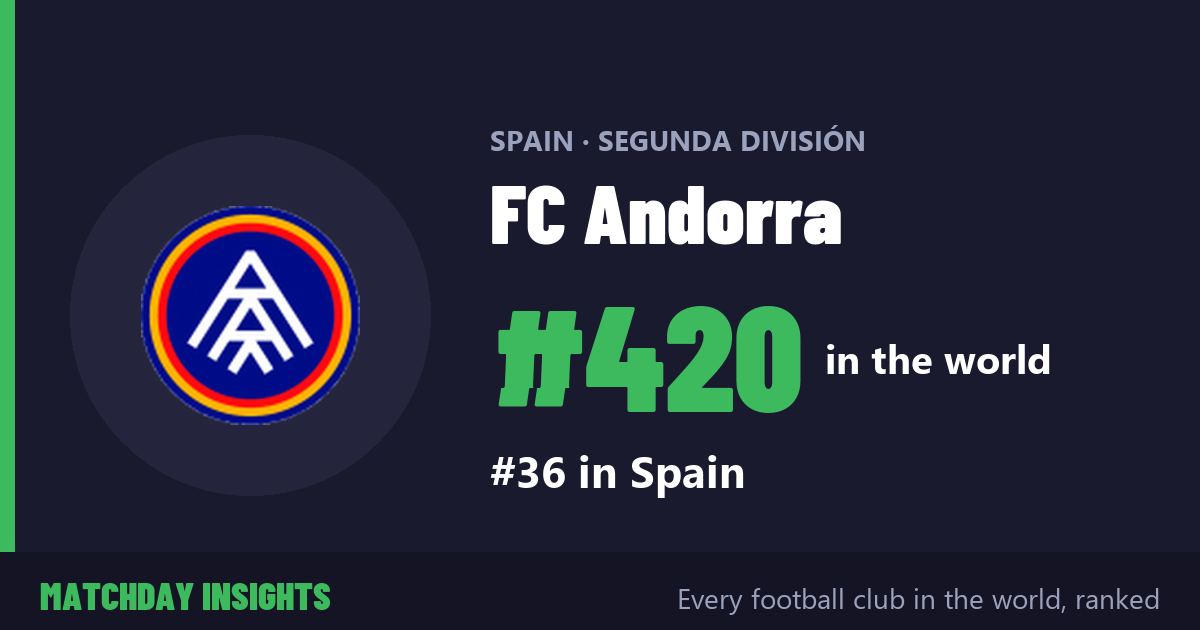 SPAIN · SEGUNDA DIVISIÓN
FC Andorra
#420 in the world
#36 in Spain
MATCHDAY INSIGHTS
Every football club in the world, ranked